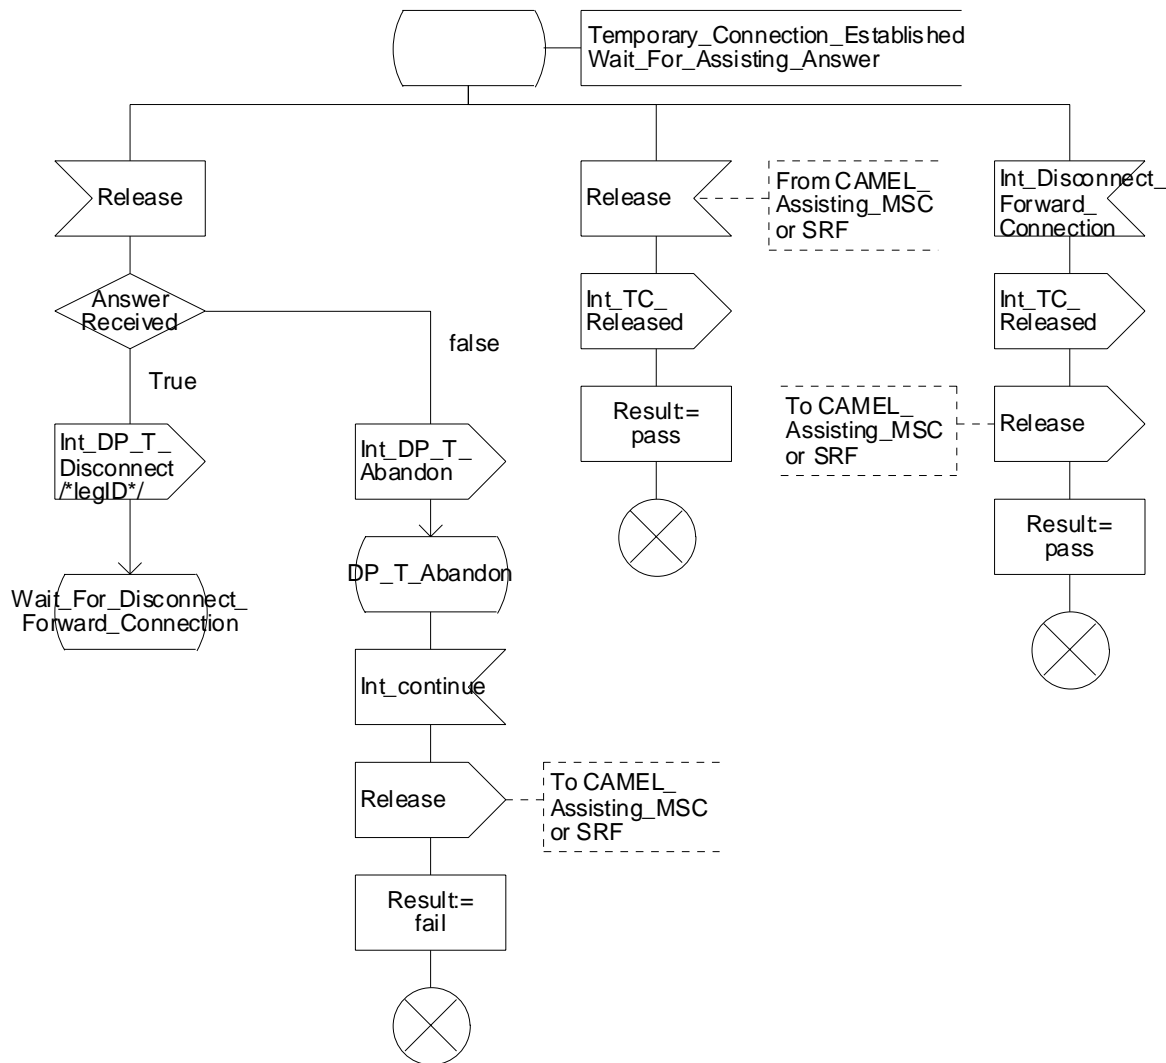 Temporary_Connection_Established
Wait_For_Assisting_Answer
Release
Release
From CAMEL_
Assisting_MSC
or SRF
Int_Disconnect_
Forward_
Connection
Answer
Received
false
True
Int_TC_
Released
Int_TC_
Released
Int_DP_T_
Disconnect
/*legID*/
Int_DP_T_
Abandon
Result:=
pass
To CAMEL_
Assisting_MSC
or SRF
Release
Wait_For_Disconnect_
Forward_Connection
DP_T_Abandon
Result:=
pass
Int_continue
Release
To CAMEL_
Assisting_MSC
or SRF
Result:=
fail